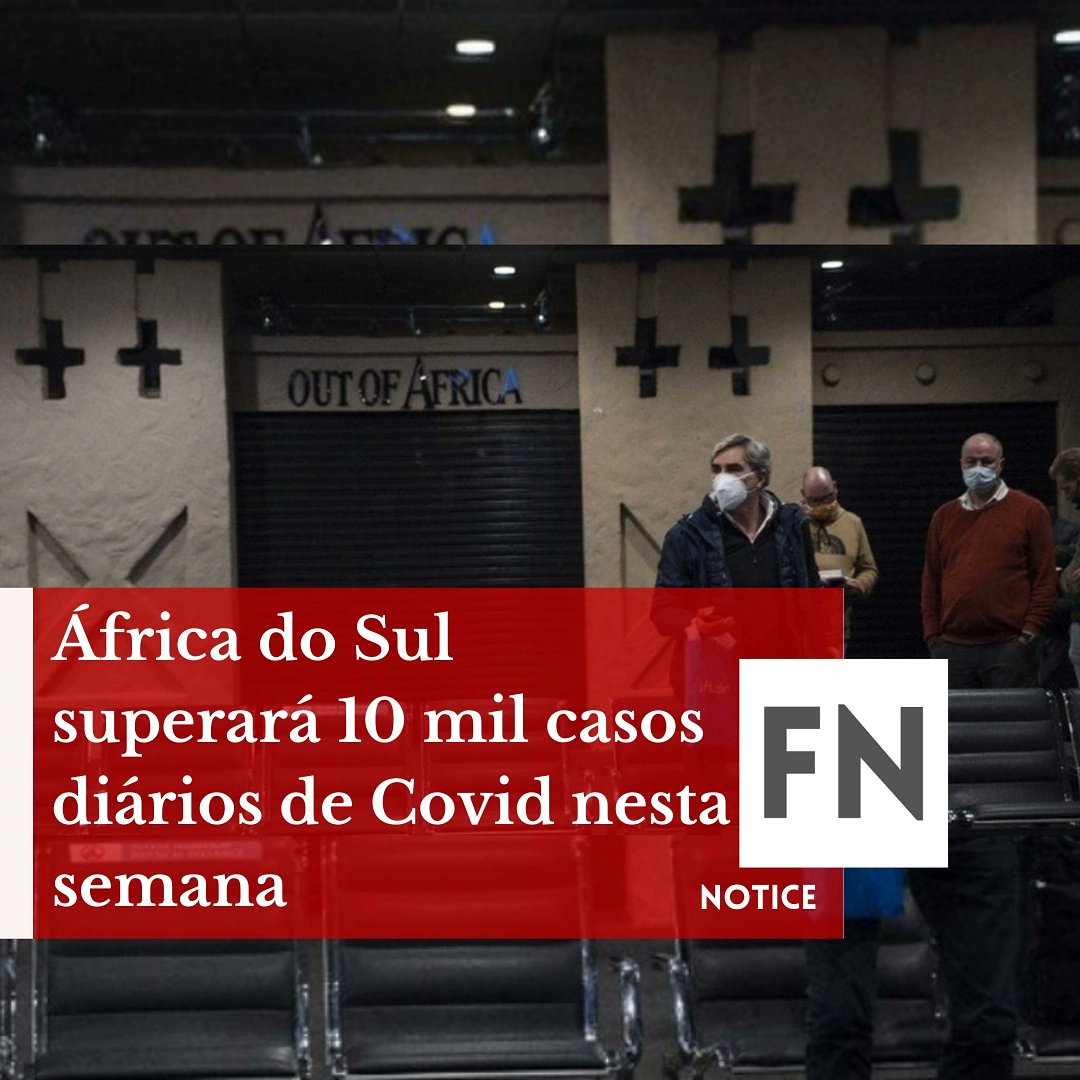 OUT OF AFRICA
OUT OF AFRICA
África do Sul
superará 10 mil casos
diários de Covid nesta
semana
FN
NOTICE